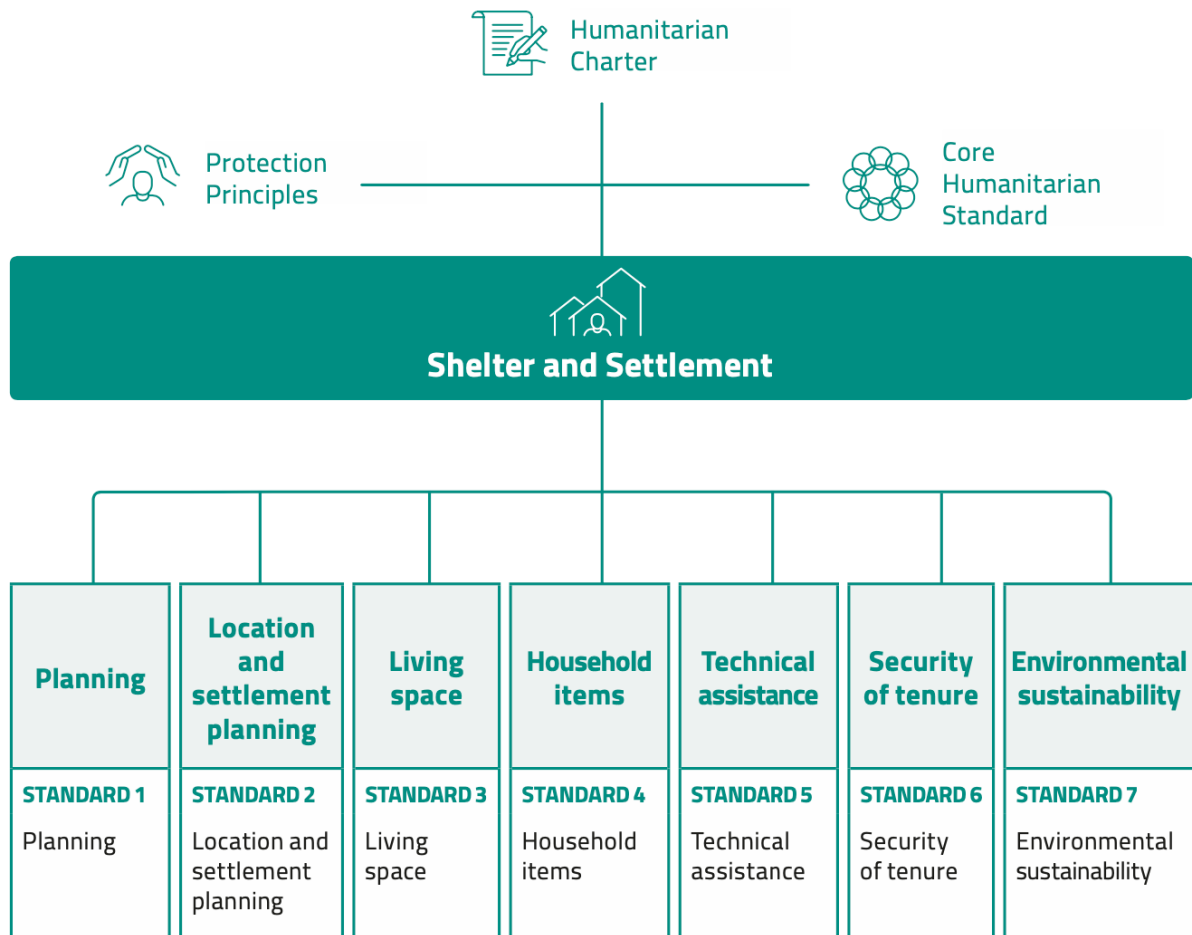 Humanitarian
Charter
Protection
Principles
Core
Humanitarian
Standard
Shelter and Settlement
Planning
Location
and
settlement
planning
Living
space
Household
items
Technical
assistance
Security
of tenure
Environmental
sustainability
STANDARD 1
Planning
STANDARD 2
Location and
settlement
planning
STANDARD 3
Living
space
STANDARD 4
Household
items
STANDARD 5
Technical
assistance
STANDARD 6
Security
of tenure
STANDARD 7
Environmental
sustainability